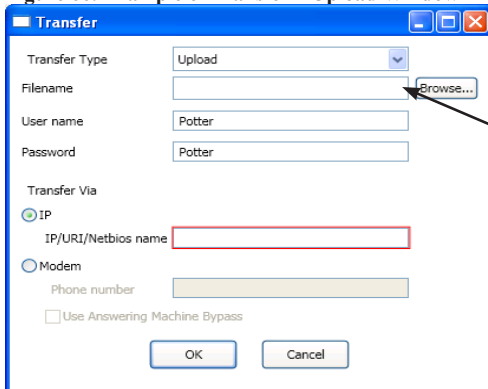 Transfer
Transfer Type Upload
Filename Browse...
User name Potter
Password Potter
Transfer Via
IP
IP/URI/Netbios name
Modem
Phone number
Use Answering Machine Bypass
OK Cancel